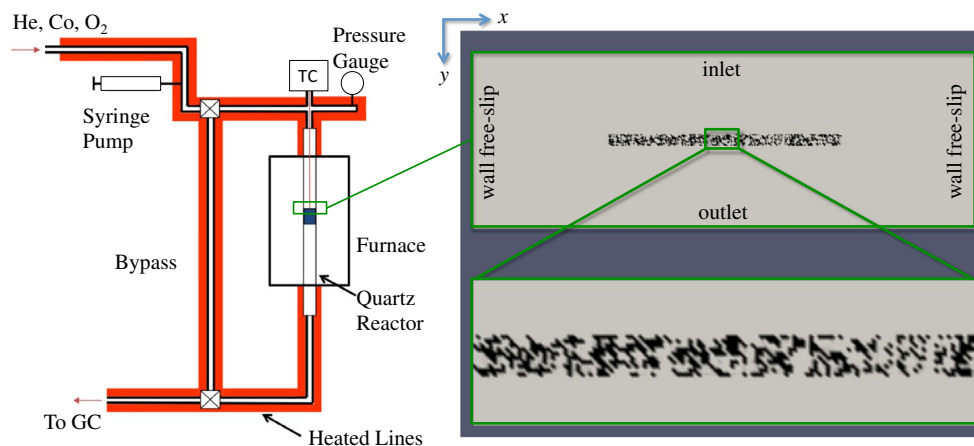 He, Co, O₂
Pressure
Gauge
TC
Syringe
Pump
Bypass
Furnace
Quartz
Reactor
To GC
Heated Lines
x
y
inlet
wall free-slip
wall free-slip
outlet